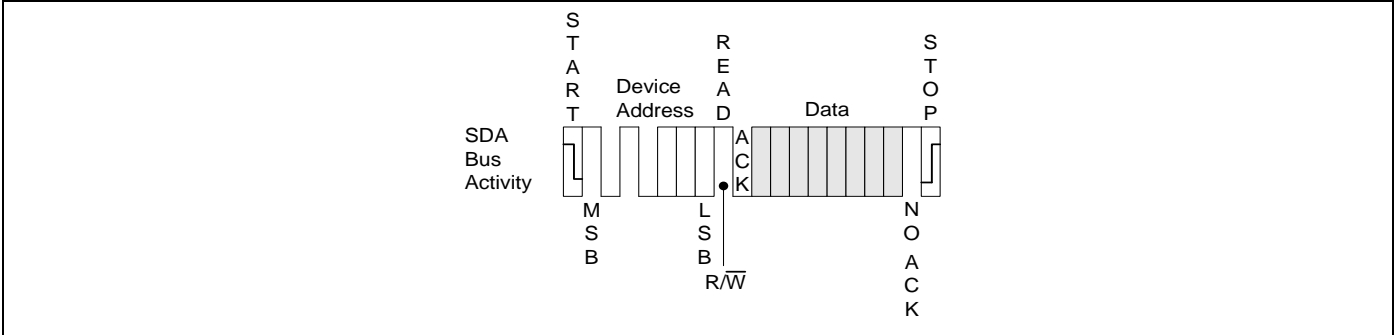 START
READ
STOP
Device
Address
Data
SDA
Bus
Activity
ACK
MSB
LSB
R/W̅
NO ACK